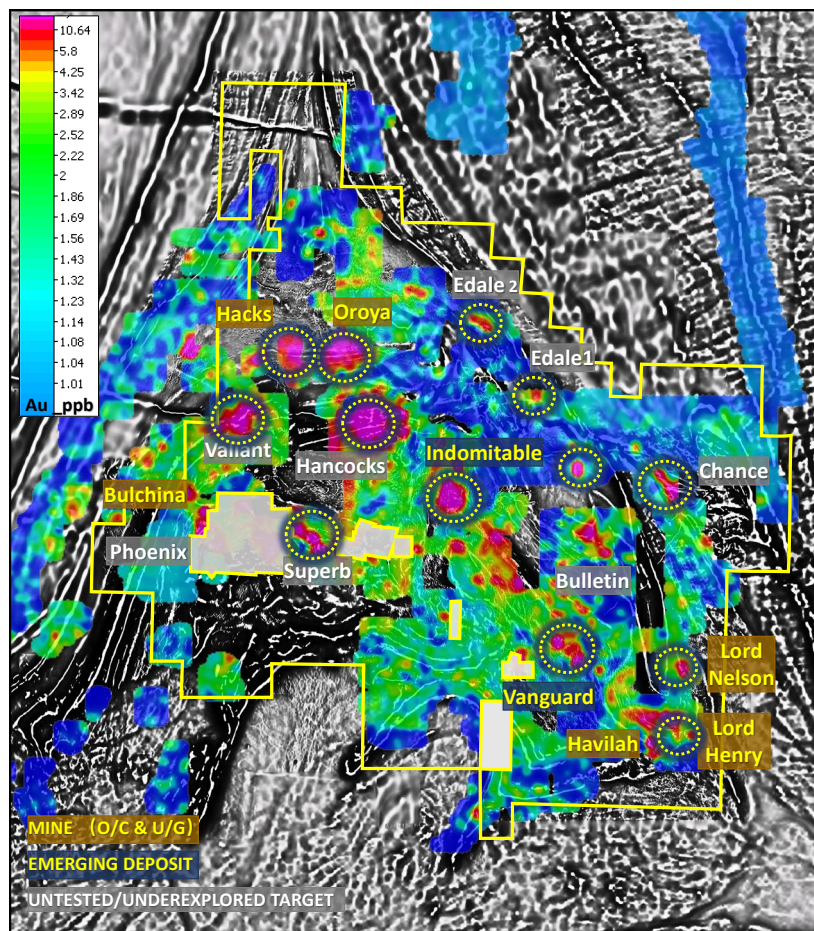 10.64
5.8
4.25
3.42
2.89
2.52
2.22
2
1.86
1.69
1.56
1.43
1.32
1.24
1.14
1.08
1.01
Au _ppb
Edale 2
Hacks
Oroya
Edale1
Valiant
Hancocks
Indomitable
Chance
Bulchina
Phoenix
Superb
Bulletin
Lord
Nelson
Vanguard
Havilah
Lord
Henry
MINE (O/C & U/G)
EMERGING DEPOSIT
UNTESTED/UNDEREXPLORED TARGET